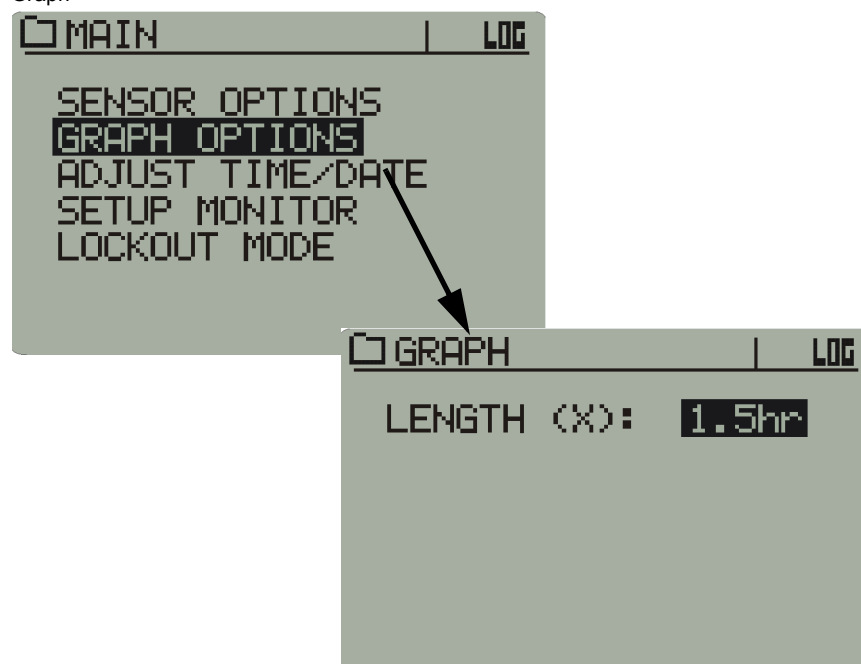 Graph
MAIN | LOG
SENSOR OPTIONS
GRAPH OPTIONS
ADJUST TIME/DATE
SETUP MONITOR
LOCKOUT MODE
GRAPH | LOG
LENGTH (X): 1.5hr